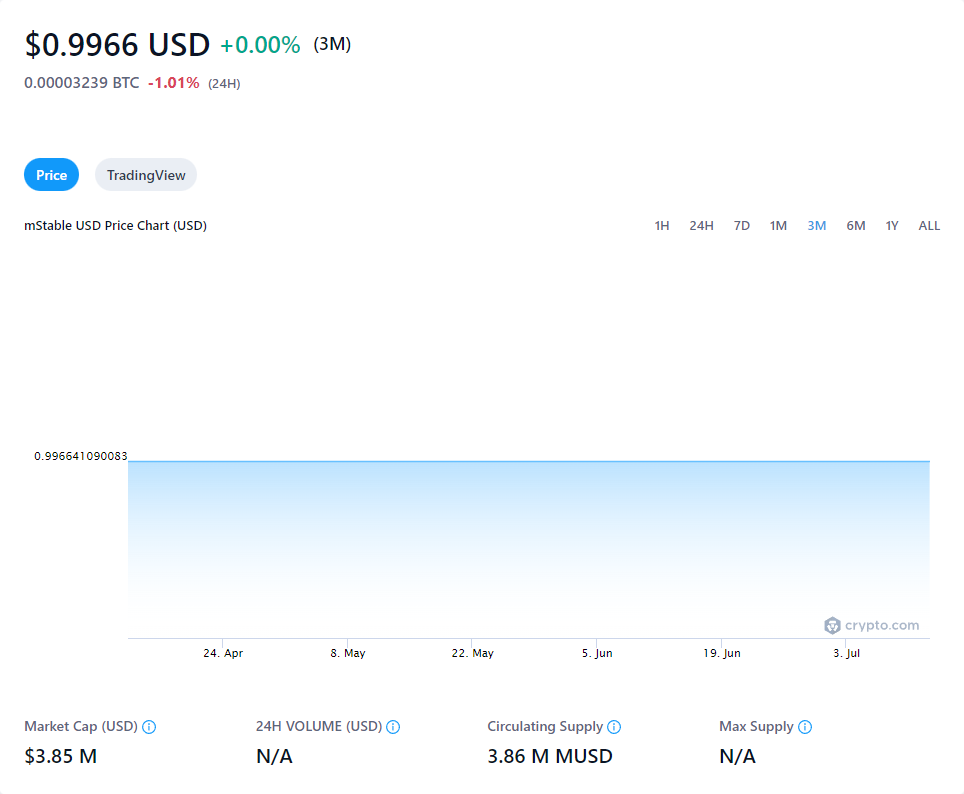 $0.9966 USD +0.00% (3M)
0.00003239 BTC -1.01% (24H)
Price TradingView
mStable USD Price Chart (USD) 1H 24H 7D 1M 3M 6M 1Y ALL
0.996641090083
crypto.com
24. Apr 8. May 22. May 5. Jun 19. Jun 3. Jul
Market Cap (USD) 24H VOLUME (USD) Circulating Supply Max Supply
$3.85 M N/A 3.86 M MUSD N/A